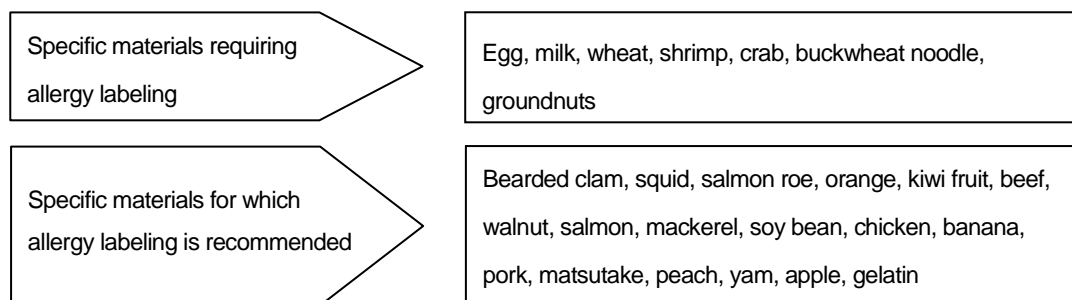 Specific materials requiring
allergy labeling
Egg, milk, wheat, shrimp, crab, buckwheat noodle,
groundnuts
Specific materials for which
allergy labeling is recommended
Bearded clam, squid, salmon roe, orange, kiwi fruit, beef,
walnut, salmon, mackerel, soy bean, chicken, banana,
pork, matsutake, peach, yam, apple, gelatin